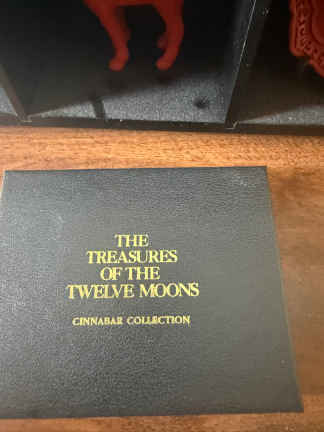 THE
TREASURES
OF THE
TWELVE MOONS
CINNABAR COLLECTION